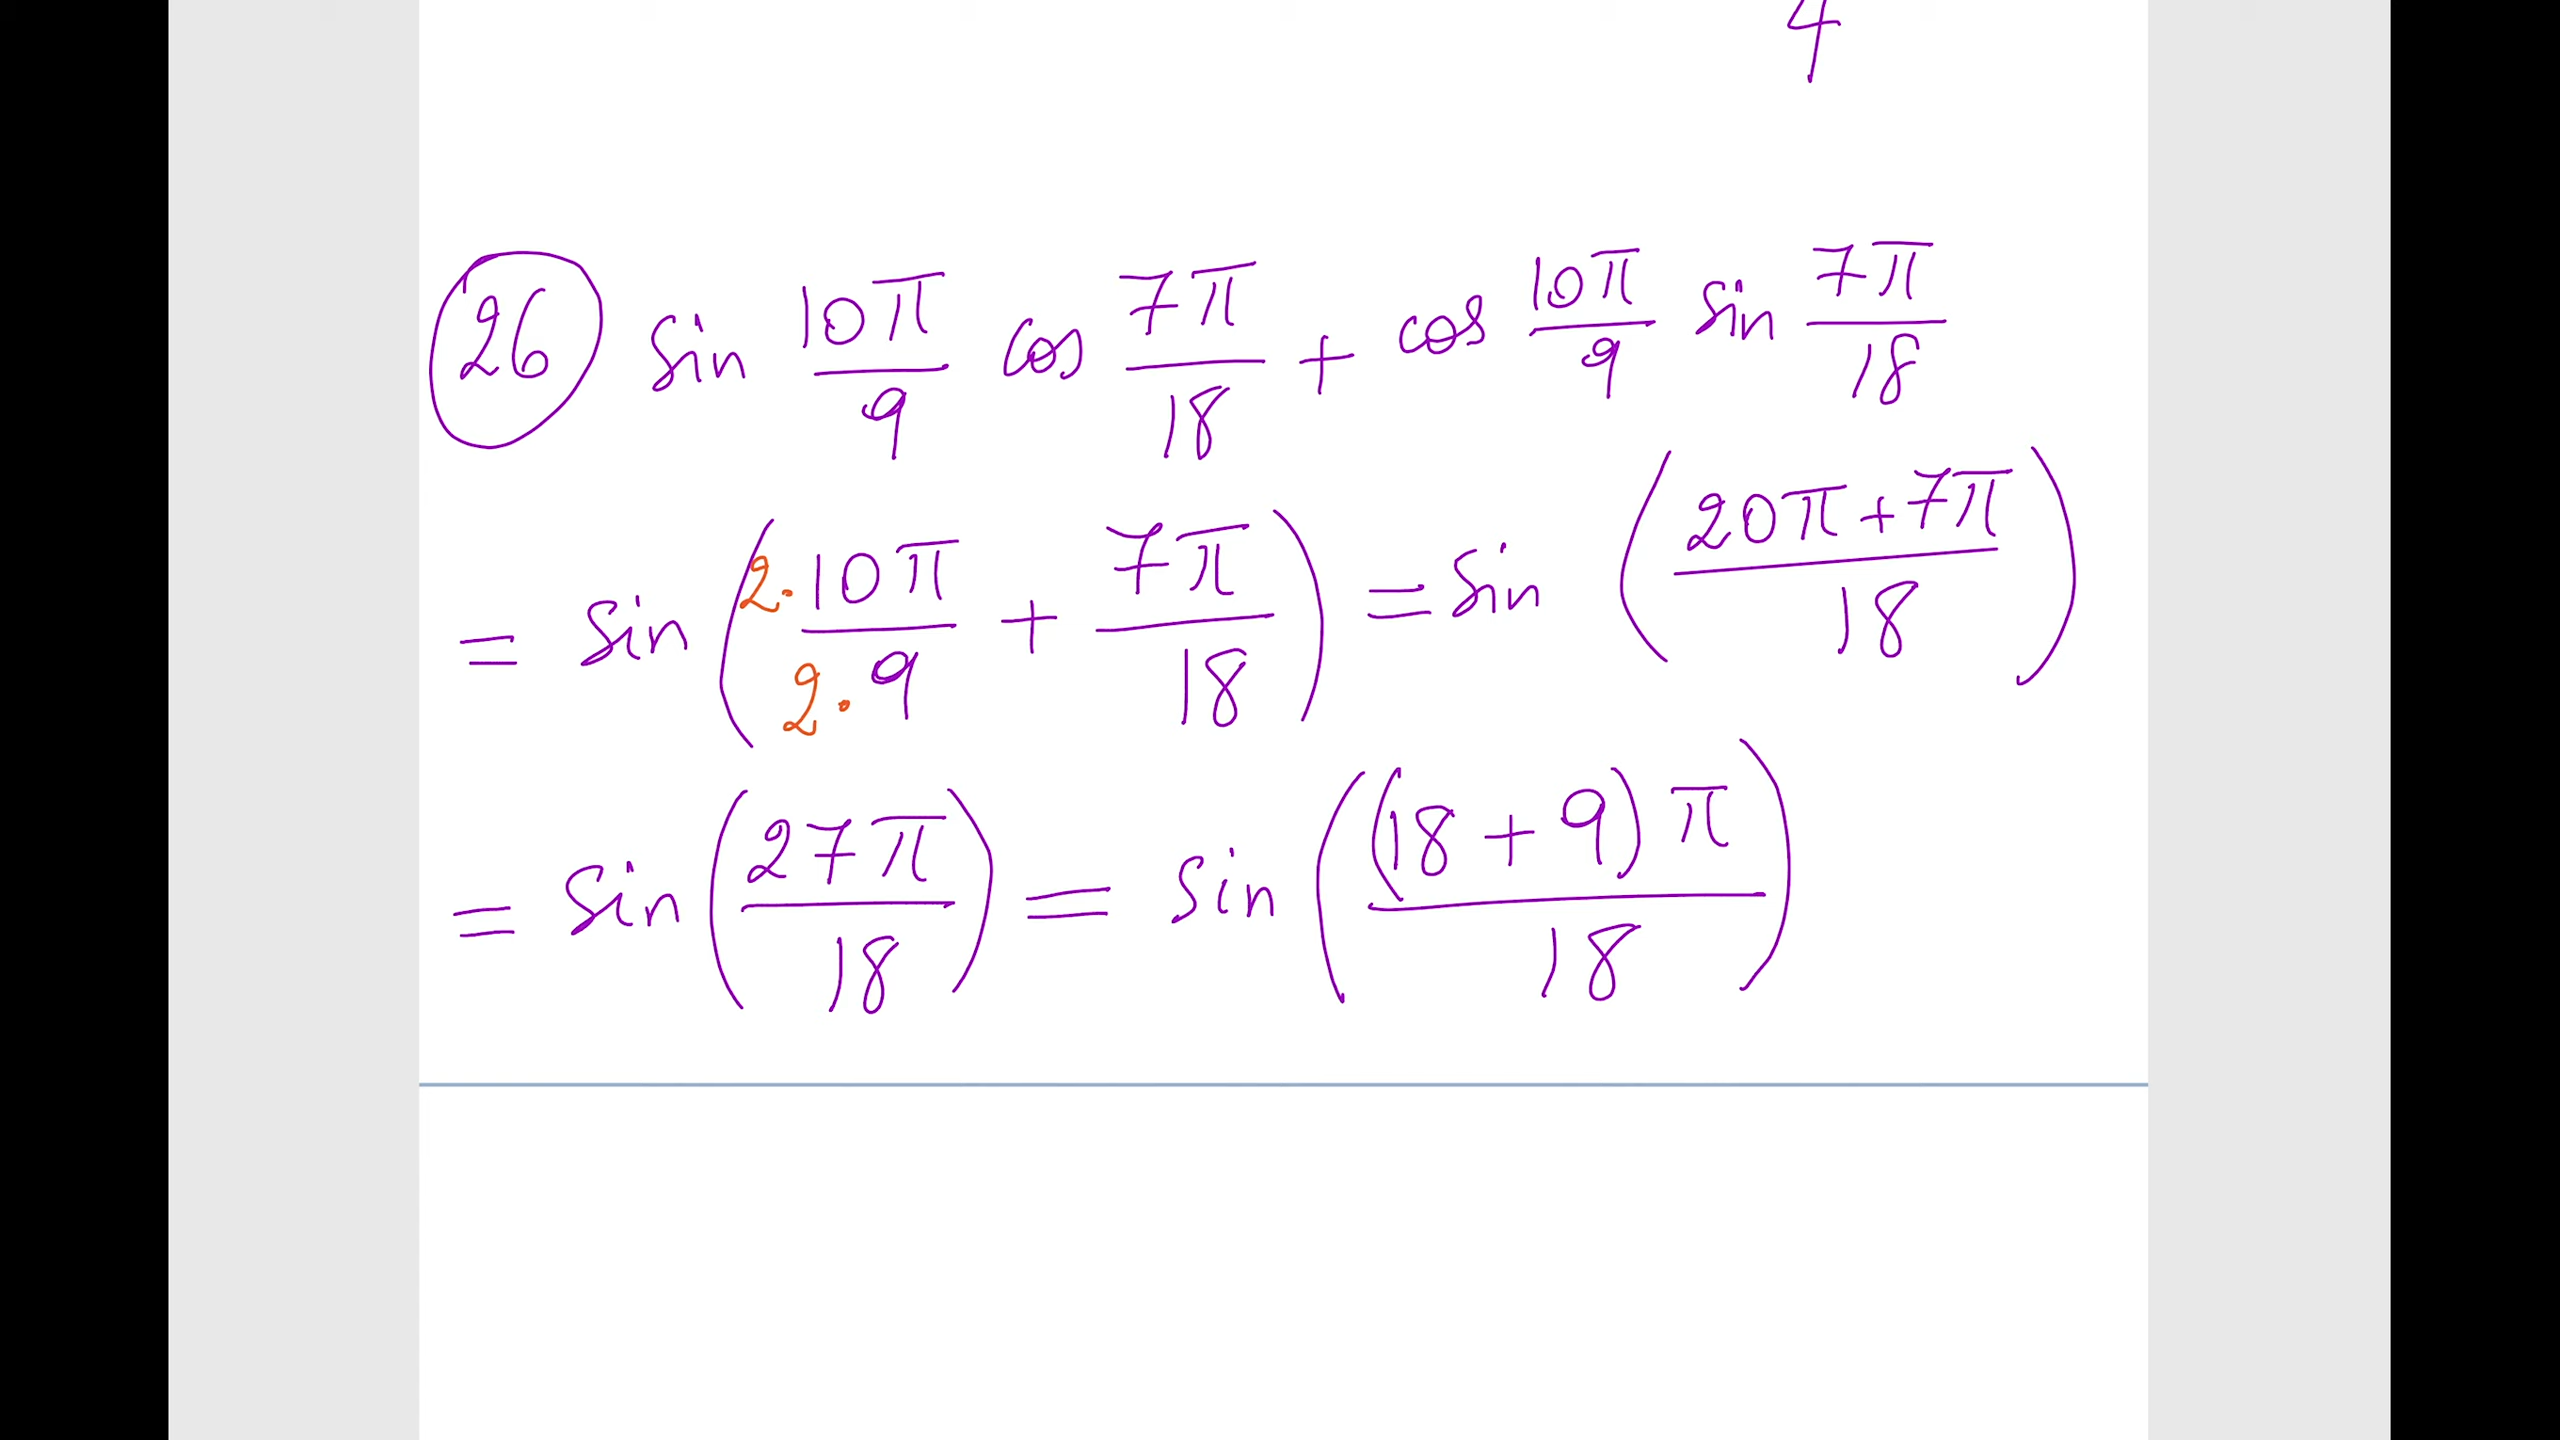 4
26 sin 10π/9 cos 7π/18 + cos 10π/9 sin 7π/18
= sin (2·10π/2·9 + 7π/18) = sin (20π+7π/18)
= sin (27π/18) = sin ((18+9)π/18)